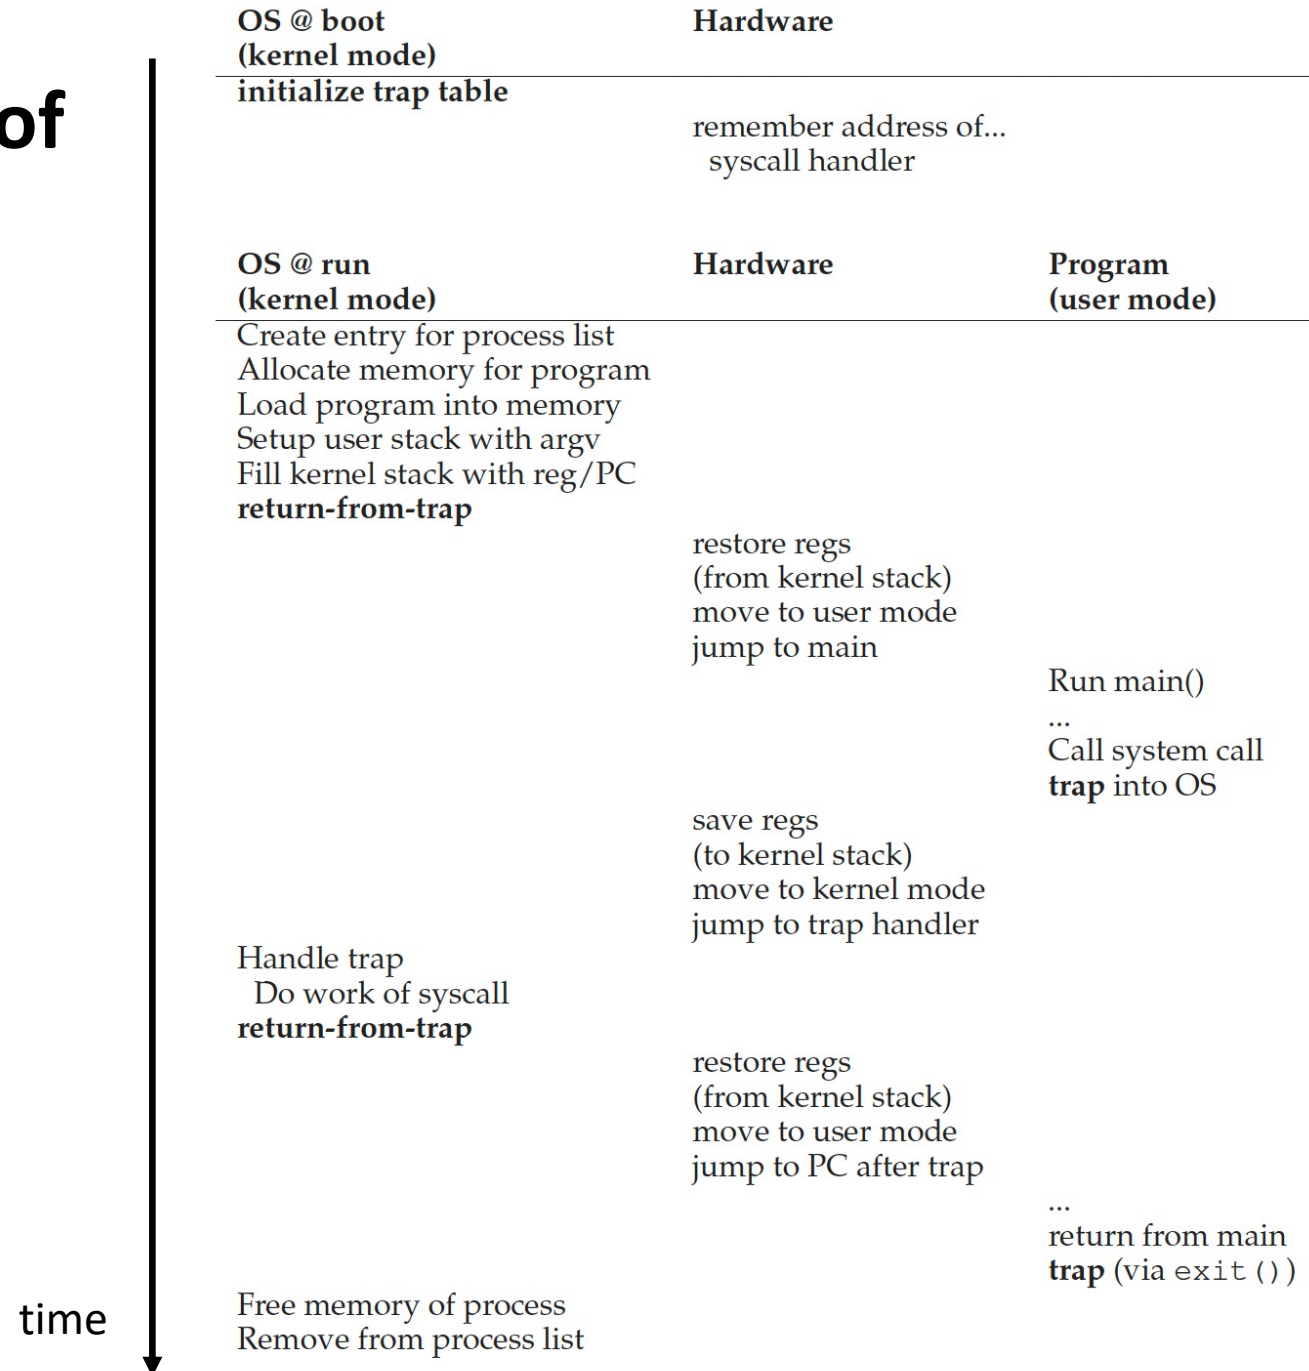 of
OS @ boot Hardware
(kernel mode)
initialize trap table
remember address of...
syscall handler
OS @ run Hardware Program
(kernel mode) (user mode)
Create entry for process list
Allocate memory for program
Load program into memory
Setup user stack with argv
Fill kernel stack with reg/PC
return-from-trap
restore regs
(from kernel stack)
move to user mode
jump to main
Run main()
...
Call system call
trap into OS
save regs
(to kernel stack)
move to kernel mode
jump to trap handler
Handle trap
Do work of syscall
return-from-trap
restore regs
(from kernel stack)
move to user mode
jump to PC after trap
...
return from main
trap (via exit())
time
Free memory of process
Remove from process list